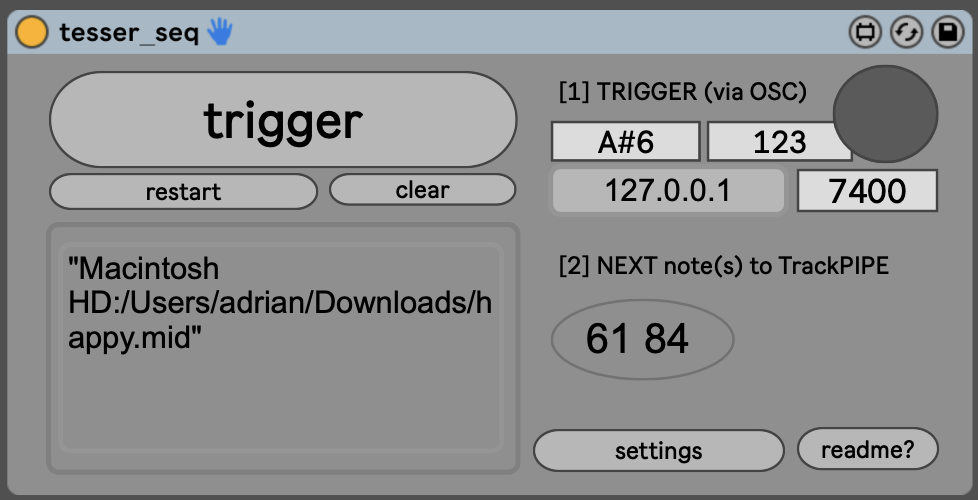 tesser_seq
trigger
restart
clear
"Macintosh
HD:/Users/adrian/Downloads/h
appy.mid"
[1] TRIGGER (via OSC)
A#6
123
127.0.0.1
7400
[2] NEXT note(s) to TrackPIPE
61 84
settings
readme?